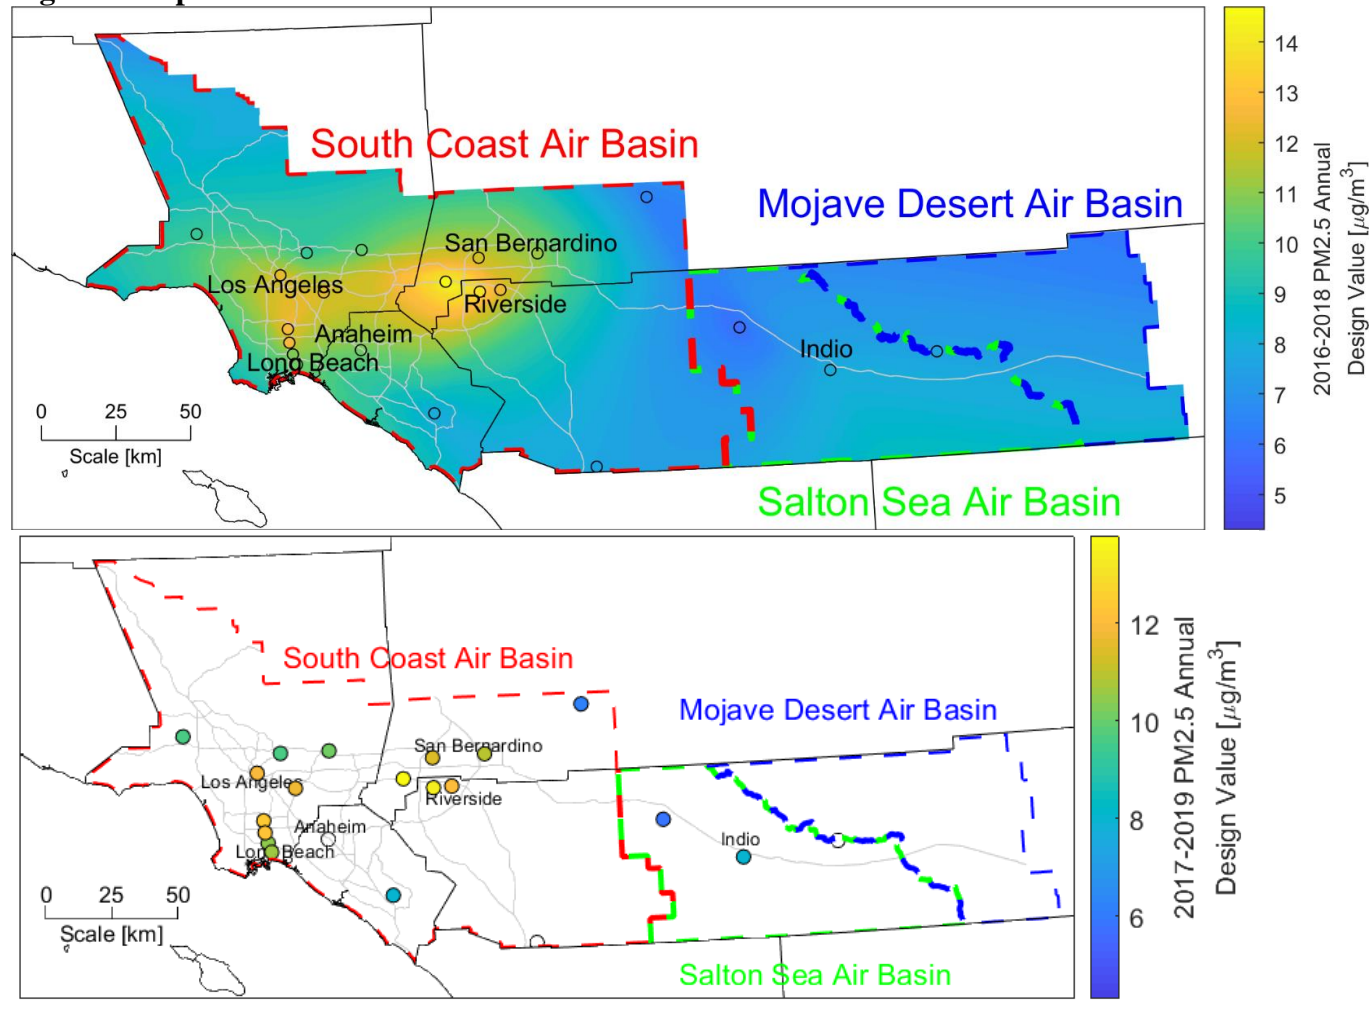 South Coast Air Basin
Mojave Desert Air Basin
San Bernardino
Los Angeles
Riverside
Anaheim
Indio
Long Beach
0 25 50
Scale [km]
Salton Sea Air Basin
14
13
12
11
10
9
8
7
6
5
2016-2018 PM2.5 Annual
Design Value [µg/m3]
South Coast Air Basin
Mojave Desert Air Basin
San Bernardino
Los Angeles
Riverside
Anaheim
Indio
Long Beach
0 25 50
Scale [km]
Salton Sea Air Basin
12
10
8
6
2017-2019 PM2.5 Annual
Design Value [µg/m3]